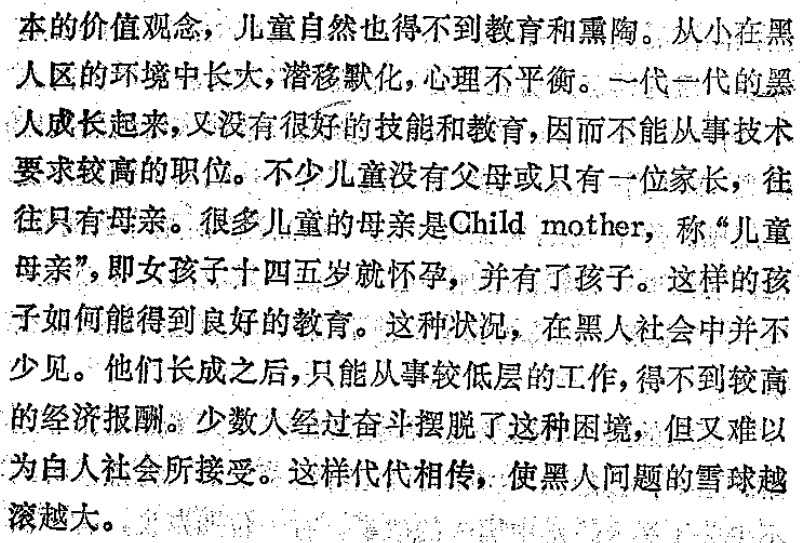 本的价值观念，儿童自然也得不到教育和熏陶。从小在黑
人区的环境中长大，潜移默化，心理不平衡。一代一代的黑
人成长起来，又没有很好的技能和教育，因而不能从事技术
要求较高的职位。不少儿童没有父母或只有一位家长，往
往只有母亲。很多儿童的母亲是Child mother，称“儿童
母亲”，即女孩子十四五岁就怀孕，并有了孩子。这样的孩
子如何能得到良好的教育。这种状况，在黑人社会中并不
少见。他们长成之后，只能从事较低层的工作，得不到较高
的经济报酬。少数人经过奋斗摆脱了这种困境，但又难以
为白人社会所接受。这样代代相传，使黑人问题的雪球越
滚越大。